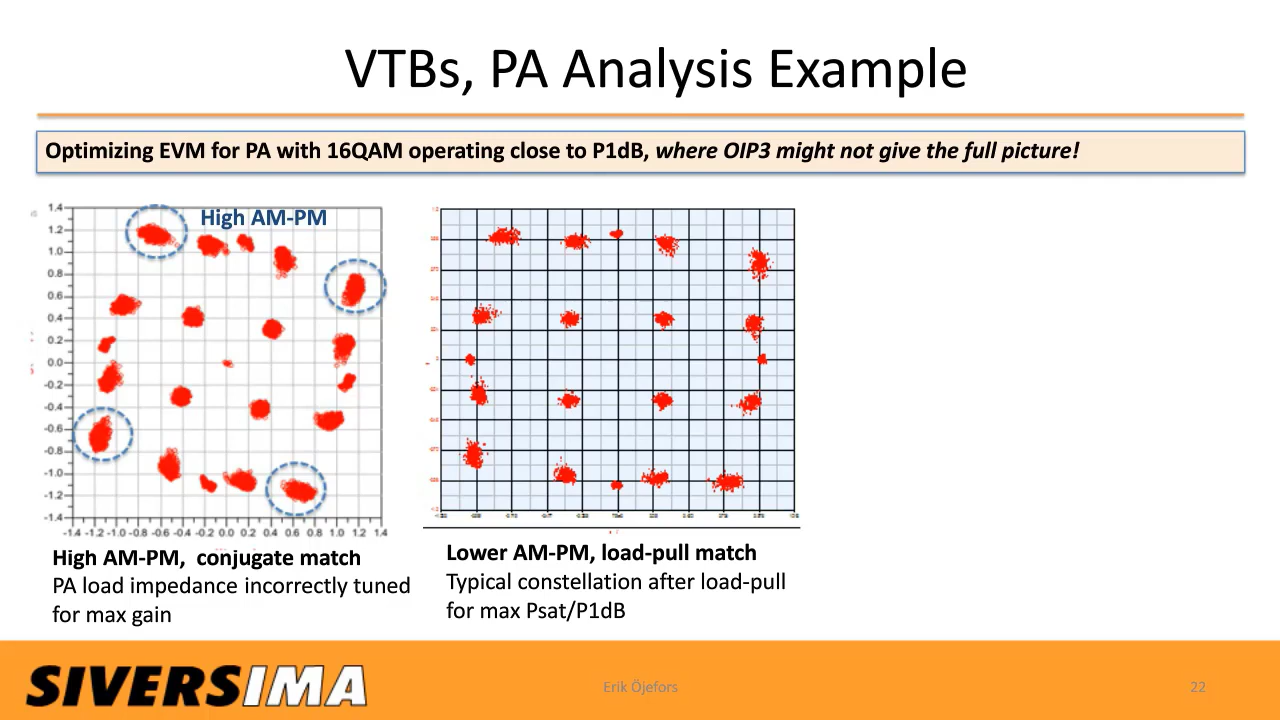 VTBs, PA Analysis Example
Optimizing EVM for PA with 16QAM operating close to P1dB, where OIP3 might not give the full picture!
High AM-PM
1.4
1.2
1.0
0.8
0.6
0.4
0.2
0.0
-0.2
-0.4
-0.6
-0.8
-1.0
-1.2
-1.4
-1.4 -1.2 -1.0 -0.8 -0.6 -0.4 -0.2 0.0 0.2 0.4 0.6 0.8 1.0 1.2 1.4
High AM-PM, conjugate match
PA load impedance incorrectly tuned
for max gain
Lower AM-PM, load-pull match
Typical constellation after load-pull
for max Psat/P1dB
SIVERSIMA
Erik Öjefors
22